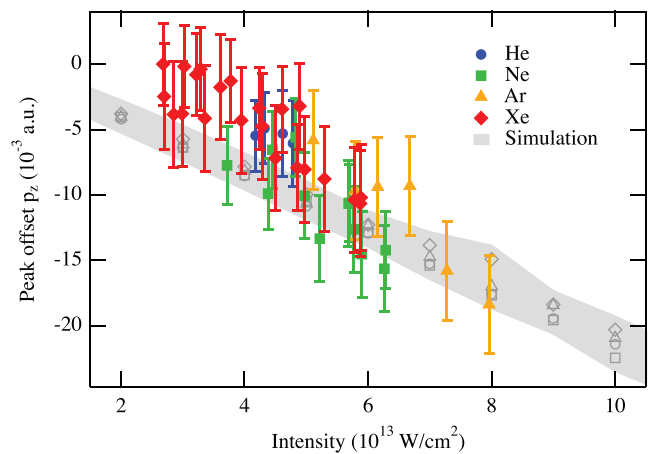 0
-5
-10
-15
-20
Peak offset p_z (10^-3 a.u.)
He
Ne
Ar
Xe
Simulation
2
4
6
8
10
Intensity (10^13 W/cm^2)